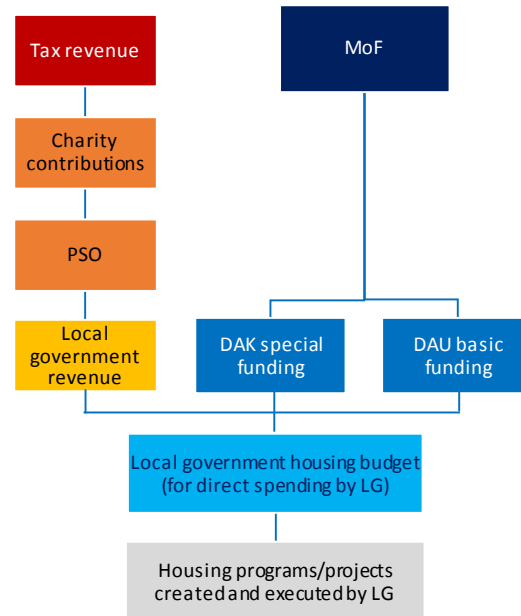 Tax revenue
MoF
Charity
contributions
PSO
Local
government
revenue
DAK special
funding
DAU basic
funding
Local government housing budget
(for direct spending by LG)
Housing programs/projects
created and executed by LG